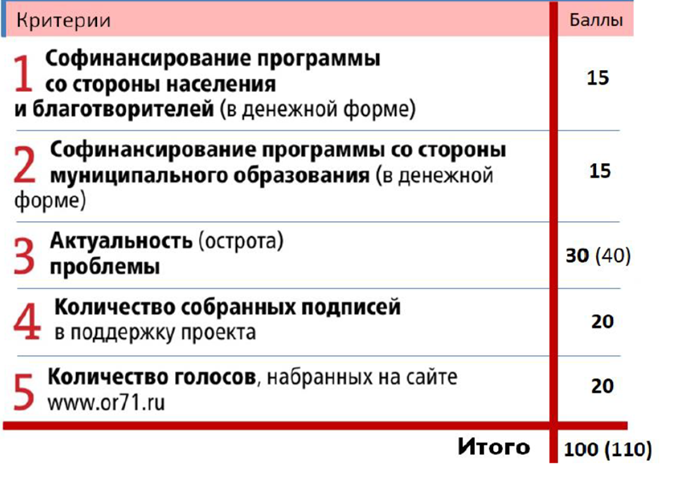 Критерии Баллы
1 Софинансирование программы
со стороны населения
и благотворителей (в денежной форме) 15
2 Софинансирование программы со стороны
муниципального образования (в денежной
форме) 15
3 Актуальность (острота)
проблемы 30 (40)
4 Количество собранных подписей
в поддержку проекта 20
5 Количество голосов, набранных на сайте
www.or71.ru 20
Итого 100 (110)